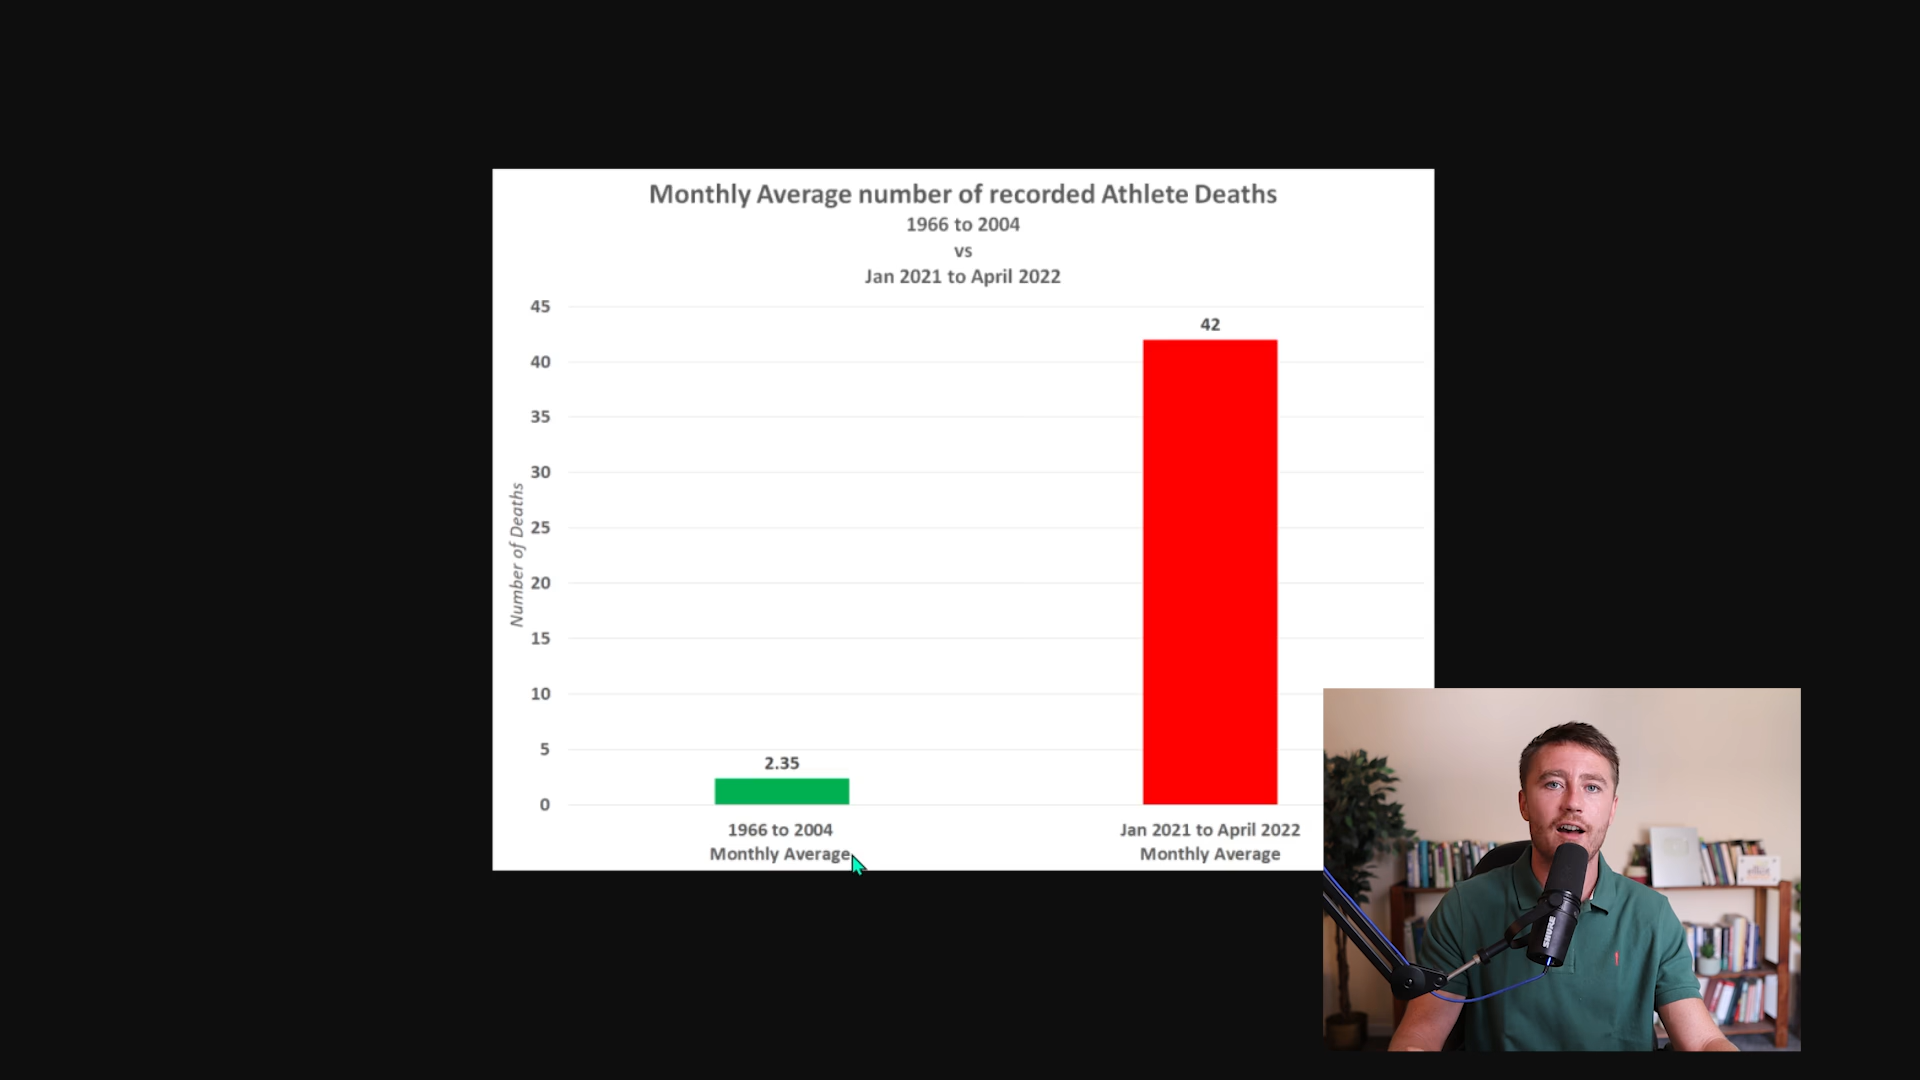 Monthly Average number of recorded Athlete Deaths
1966 to 2004
vs
Jan 2021 to April 2022
45
42
40
35
30
25
20
15
10
5
0
Number of Deaths
2.35
1966 to 2004
Monthly Average
Jan 2021 to April 2022
Monthly Average
SHURE